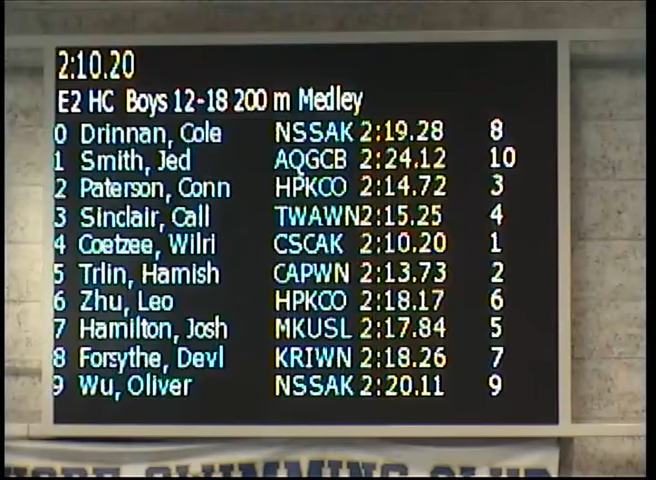 2:10.20
E2 HC Boys 12-18 200 m Medley
0 Drinnan, Cole NSSAK 2:19.28 8
1 Smith, Jed AQGCB 2:24.12 10
2 Paterson, Conn HPKCO 2:14.72 3
3 Sinclair, Call TWAWN 2:15.25 4
4 Coetzee, Wilri CSCAK 2:10.20 1
5 Trlin, Hamish CAPWN 2:13.73 2
6 Zhu, Leo HPKCO 2:18.17 6
7 Hamilton, Josh MKUSL 2:17.84 5
8 Forsythe, Devl KRIWN 2:18.26 7
9 Wu, Oliver NSSAK 2:20.11 9
SWIMMING CLUB